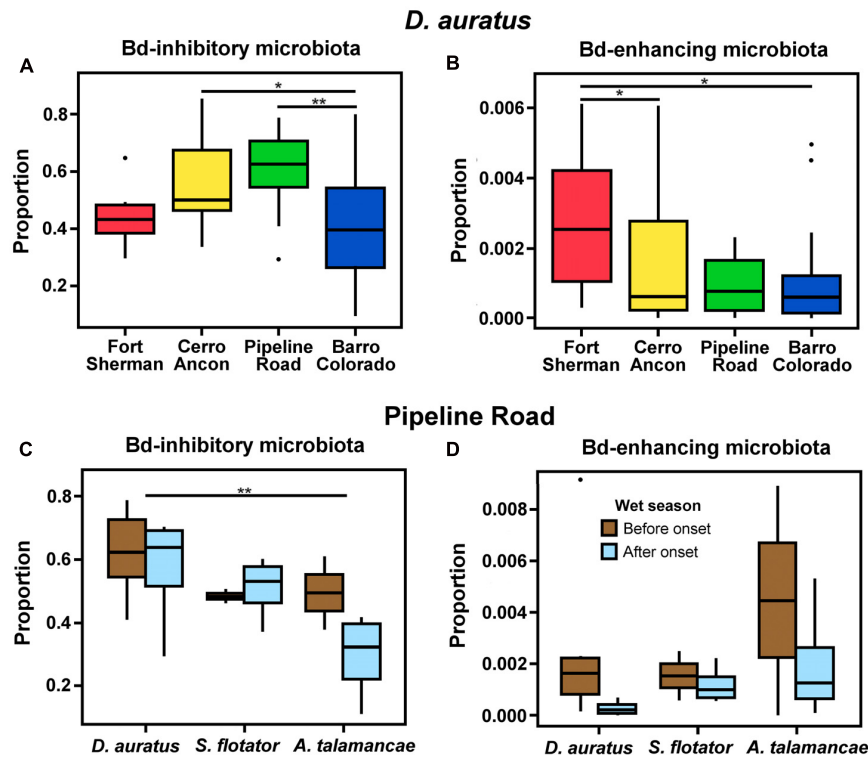 D. auratus
A
Bd-inhibitory microbiota
Proportion
0.8
0.6
0.4
0.2
*
**
Fort Sherman
Cerro Ancon
Pipeline Road
Barro Colorado
B
Bd-enhancing microbiota
Proportion
0.006
0.004
0.002
0.000
*
*
Fort Sherman
Cerro Ancon
Pipeline Road
Barro Colorado
Pipeline Road
C
Bd-inhibitory microbiota
Proportion
0.8
0.6
0.4
0.2
**
D. auratus
S. flotator
A. talamancae
D
Bd-enhancing microbiota
Proportion
0.008
0.006
0.004
0.002
0.000
Wet season
Before onset
After onset
D. auratus
S. flotator
A. talamancae